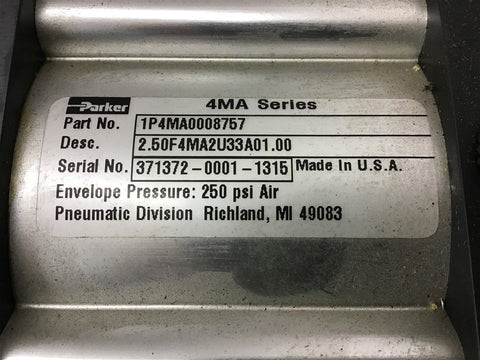 Parker 4MA Series
Part No. 1P4MA0008757
Desc. 2.50F4MA2U33A01.00
Serial No. 371372-0001-1315 Made In U.S.A.
Envelope Pressure: 250 psi Air
Pneumatic Division Richland, MI 49083